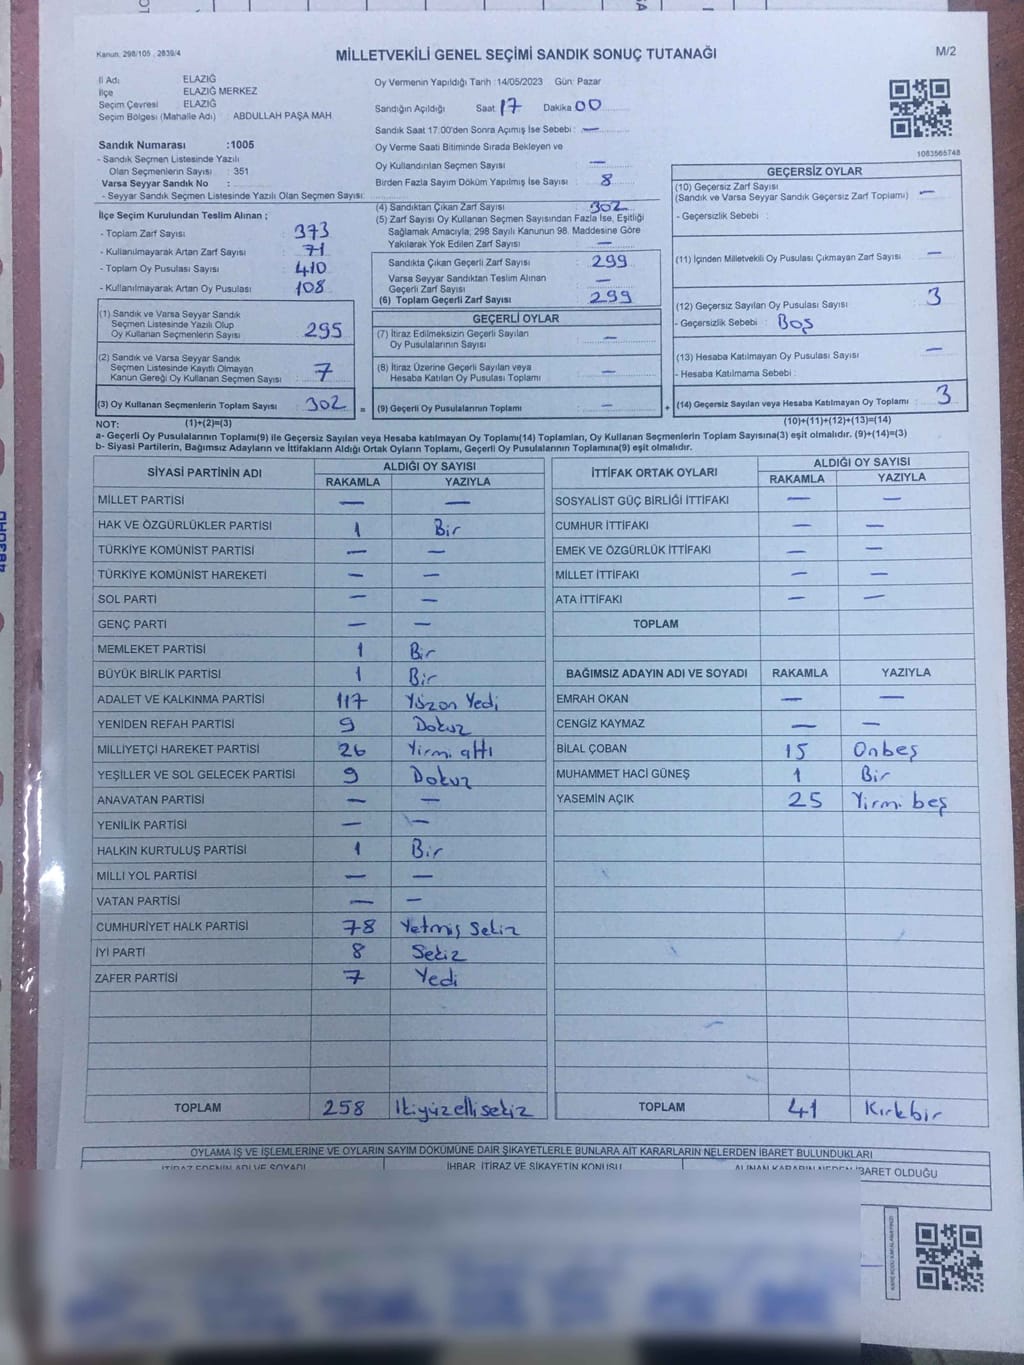 Kanun. 298/105 , 2839/4
MİLLETVEKİLİ GENEL SEÇİMİ SANDIK SONUÇ TUTANAĞI
M/2
İl Adı ELAZIĞ
İlçe ELAZIĞ MERKEZ
Seçim Çevresi ELAZIĞ
Seçim Bölgesi (Mahalle Adı) : ABDULLAH PAŞA MAH
Oy Vermenin Yapıldığı Tarih :14/05/2023 Gün: Pazar
Sandığın Açıldığı Saat 17 Dakika 00
Sandık Saat 17:00'den Sonra Açımış İse Sebebi : —
Sandık Numarası :1005
- Sandık Seçmen Listesinde Yazılı
Olan Seçmenlerin Sayısı : 351
Varsa Seyyar Sandık No :
- Seyyar Sandık Seçmen Listesinde Yazılı Olan Seçmen Sayısı:
Oy Verme Saati Bitiminde Sırada Bekleyen ve
Oy Kullandırılan Seçmen Sayısı —
Birden Fazla Sayım Döküm Yapılmış İse Sayısı : 8
1083565748
İlçe Seçim Kurulundan Teslim Alınan ;
- Toplam Zarf Sayısı : 373
- Kullanılmayarak Artan Zarf Sayısı : 71
- Toplam Oy Pusulası Sayısı : 410
- Kullanılmayarak Artan Oy Pusulası : 108
(1) Sandık ve Varsa Seyyar Sandık
Seçmen Listesinde Yazılı Olup
Oy Kullanan Seçmenlerin Sayısı : 295
(2) Sandık ve Varsa Seyyar Sandık
Seçmen Listesinde Kayıtlı Olmayan
Kanun Gereği Oy Kullanan Seçmen Sayısı : 7
(3) Oy Kullanan Seçmenlerin Toplam Sayısı : 302
(1)+(2)=(3)
(4) Sandıktan Çıkan Zarf Sayısı : 302
(5) Zarf Sayısı Oy Kullanan Seçmen Sayısından Fazla İse, Eşitliği
Sağlamak Amacıyla; 298 Sayılı Kanunun 98. Maddesine Göre
Yakılarak Yok Edilen Zarf Sayısı : —
Sandıkta Çıkan Geçerli Zarf Sayısı : 299
Varsa Seyyar Sandıktan Teslim Alınan
Geçerli Zarf Sayısı : —
(6) Toplam Geçerli Zarf Sayısı : 299
GEÇERLİ OYLAR
(7) İtiraz Edilmeksizin Geçerli Sayılan
Oy Pusulalarının Sayısı : —
(8) İtiraz Üzerine Geçerli Sayılan veya
Hesaba Katılan Oy Pusulası Toplamı : —
= (9) Geçerli Oy Pusulalarının Toplamı : —
GEÇERSİZ OYLAR
(10) Geçersiz Zarf Sayısı
(Sandık ve Varsa Seyyar Sandık Geçersiz Zarf Toplamı) : —
- Geçersizlik Sebebi :
(11) İçinden Milletvekili Oy Pusulası Çıkmayan Zarf Sayısı : —
(12) Geçersiz Sayılan Oy Pusulası Sayısı : 3
- Geçersizlik Sebebi : Boş
(13) Hesaba Katılmayan Oy Pusulası Sayısı : —
- Hesaba Katılmama Sebebi :
+ (14) Geçersiz Sayılan veya Hesaba Katılmayan Oy Toplamı : 3
(10)+(11)+(12)+(13)=(14)
NOT:
a- Geçerli Oy Pusulalarının Toplamı(9) ile Geçersiz Sayılan veya Hesaba katılmayan Oy Toplamı(14) Toplamları, Oy Kullanan Seçmenlerin Toplam Sayısına(3) eşit olmalıdır. (9)+(14)=(3)
b- Siyasi Partilerin, Bağımsız Adayların ve İttifakların Aldığı Ortak Oyların Toplamı, Geçerli Oy Pusulalarının Toplamına(9) eşit olmalıdır.
SİYASİ PARTİNİN ADI ALDIĞI OY SAYISI
RAKAMLA YAZIYLA
MİLLET PARTİSİ — —
HAK VE ÖZGÜRLÜKLER PARTİSİ 1 Bir
TÜRKİYE KOMÜNİST PARTİSİ — —
TÜRKİYE KOMÜNİST HAREKETİ — —
SOL PARTİ — —
GENÇ PARTİ — —
MEMLEKET PARTİSİ 1 Bir
BÜYÜK BİRLİK PARTİSİ 1 Bir
ADALET VE KALKINMA PARTİSİ 117 Yüzon Yedi
YENİDEN REFAH PARTİSİ 9 Dokuz
MİLLİYETÇİ HAREKET PARTİSİ 26 Yirmi altı
YEŞİLLER VE SOL GELECEK PARTİSİ 9 Dokuz
ANAVATAN PARTİSİ — —
YENİLİK PARTİSİ — —
HALKIN KURTULUŞ PARTİSİ 1 Bir
MİLLİ YOL PARTİSİ — —
VATAN PARTİSİ — —
CUMHURİYET HALK PARTİSİ 78 Yetmiş Sekiz
İYİ PARTİ 8 Sekiz
ZAFER PARTİSİ 7 Yedi
TOPLAM 258 İkiyüzellisekiz
İTTİFAK ORTAK OYLARI ALDIĞI OY SAYISI
RAKAMLA YAZIYLA
SOSYALİST GÜÇ BİRLİĞİ İTTİFAKI — —
CUMHUR İTTİFAKI — —
EMEK VE ÖZGÜRLÜK İTTİFAKI — —
MİLLET İTTİFAKI — —
ATA İTTİFAKI — —
TOPLAM
BAĞIMSIZ ADAYIN ADI VE SOYADI RAKAMLA YAZIYLA
EMRAH OKAN — —
CENGİZ KAYMAZ — —
BİLAL ÇOBAN 15 Onbeş
MUHAMMET HACİ GÜNEŞ 1 Bir
YASEMİN AÇIK 25 Yirmi beş
TOPLAM 41 Kırkbir
OYLAMA İŞ VE İŞLEMLERİNE VE OYLARIN SAYIM DÖKÜMÜNE DAİR ŞİKAYETLERLE BUNLARA AİT KARARLARIN NELERDEN İBARET BULUNDUKLARI
İTİRAZ EDENİN ADI VE SOYADI İHBAR, İTİRAZ VE ŞİKAYETİN KONUSU ALINAN KARARIN NEDEN İBARET OLDUĞU